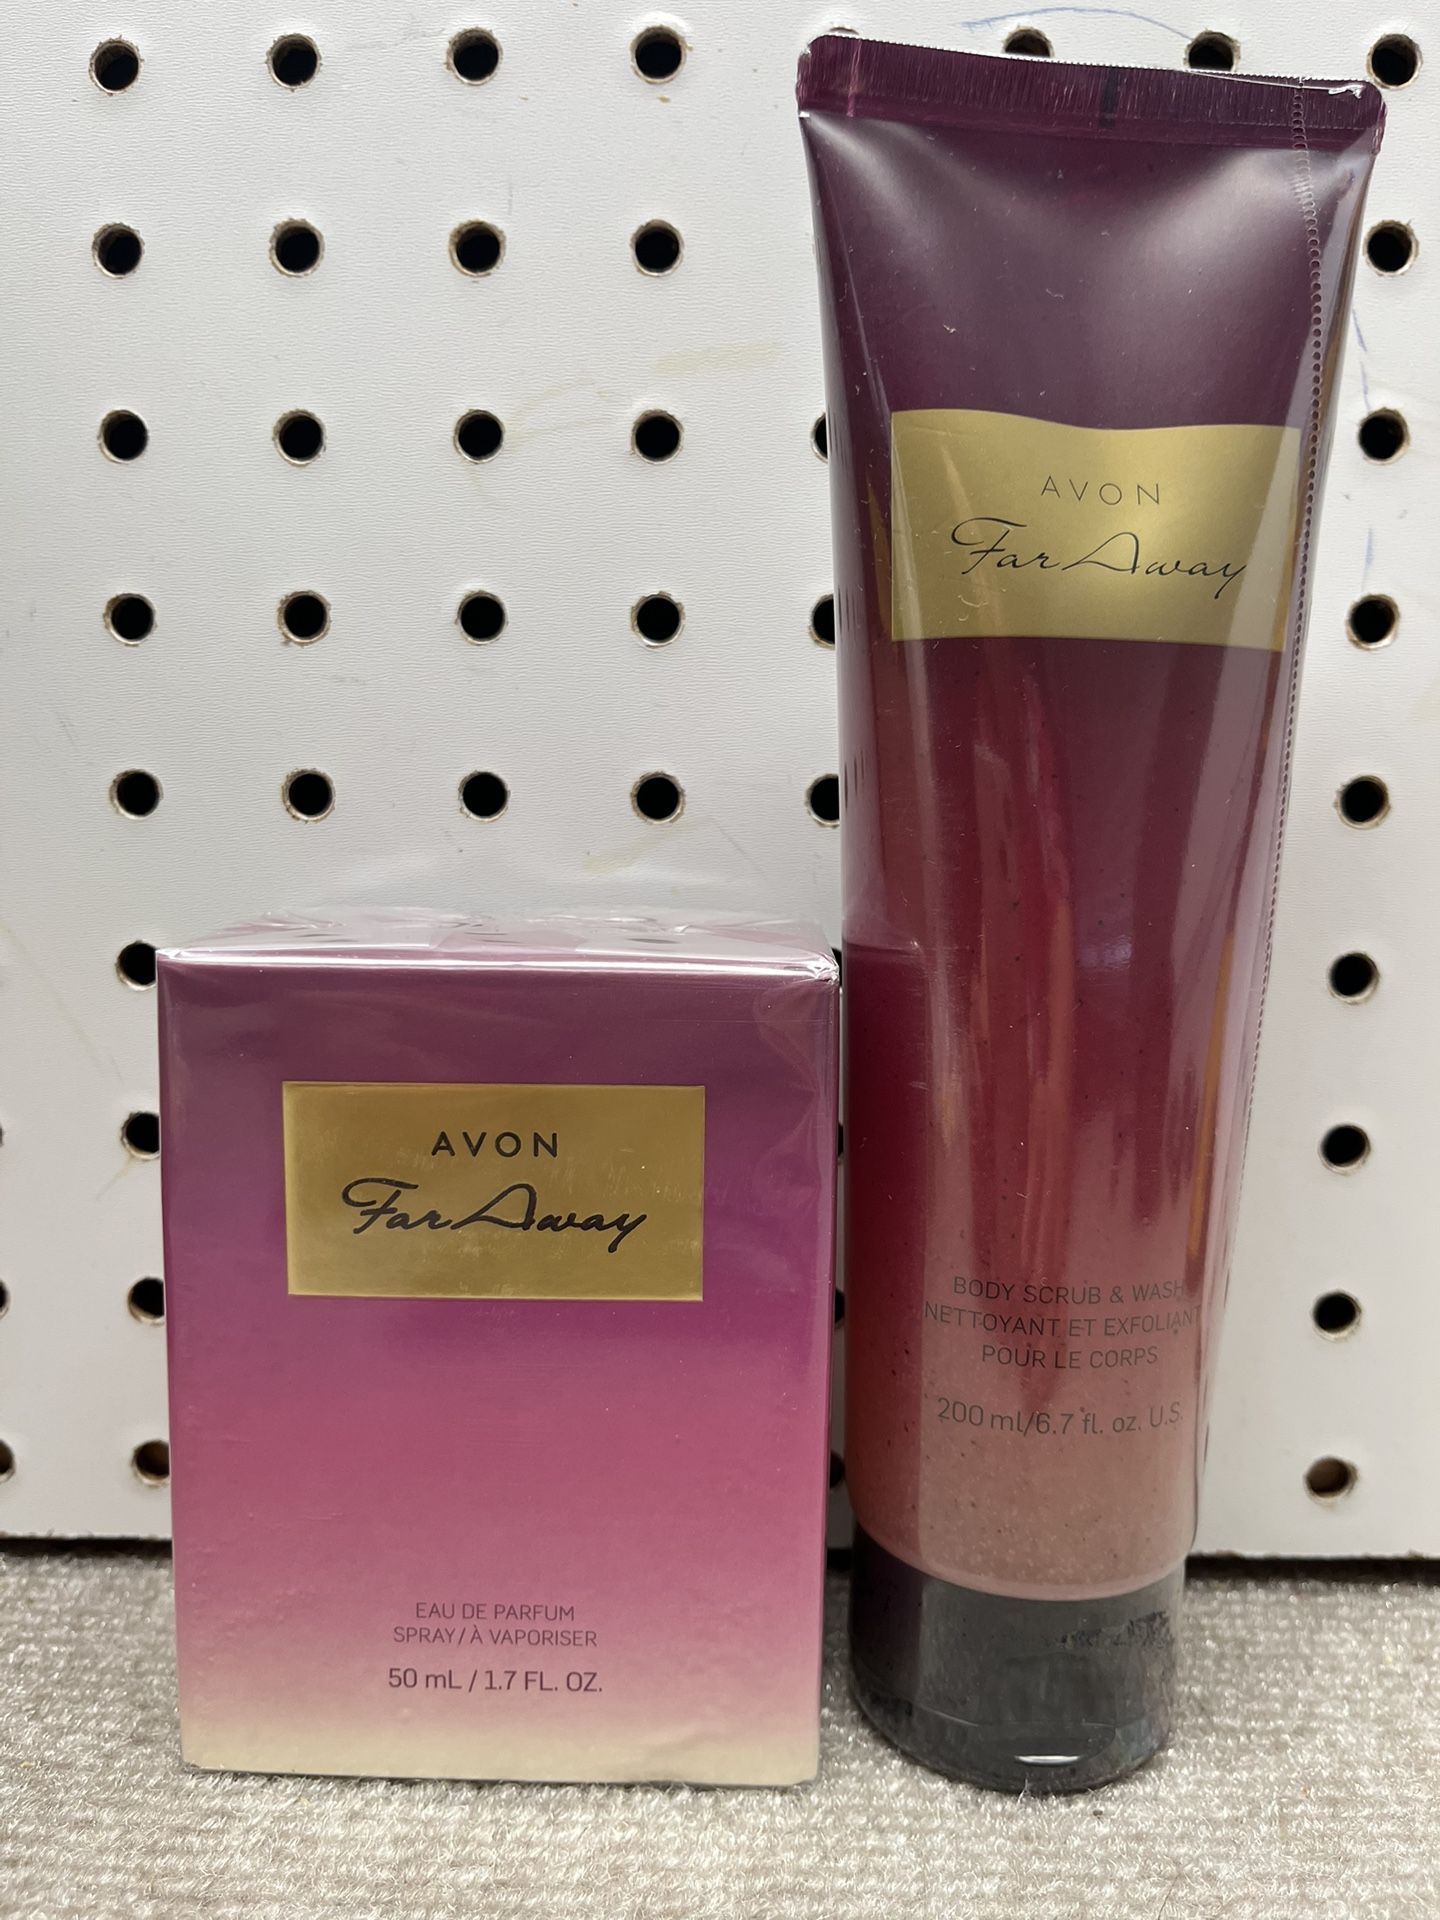 AVON
Far Away
EAU DE PARFUM
SPRAY / À VAPORISER
50 mL / 1.7 FL. OZ.
AVON
Far Away
BODY SCRUB & WASH
NETTOYANT ET EXFOLIANT
POUR LE CORPS
200 ml/6.7 fl. oz. U.S.